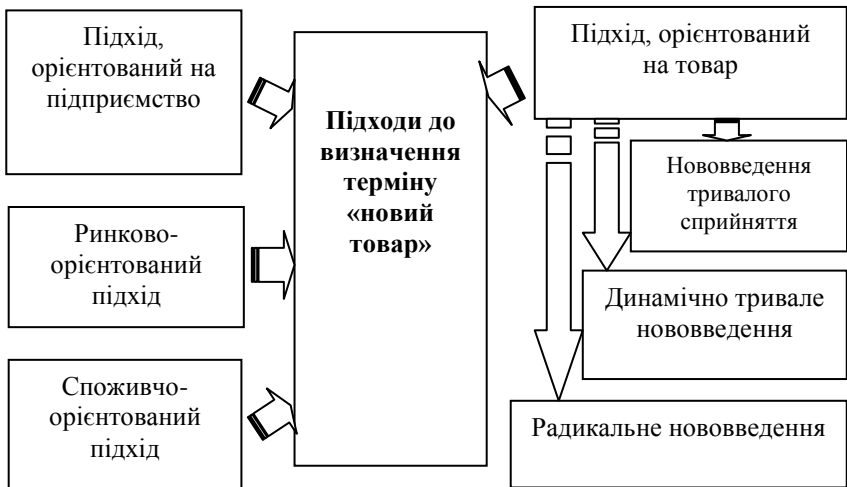 Підхід,
орієнтований на
підприємство
Ринково-
орієнтований
підхід
Споживчо-
орієнтований
підхід
Підходи до
визначення
терміну
«новий
товар»
Підхід, орієнтований
на товар
Нововведення
тривалого
сприйняття
Динамічно тривале
нововведення
Радикальне нововведення